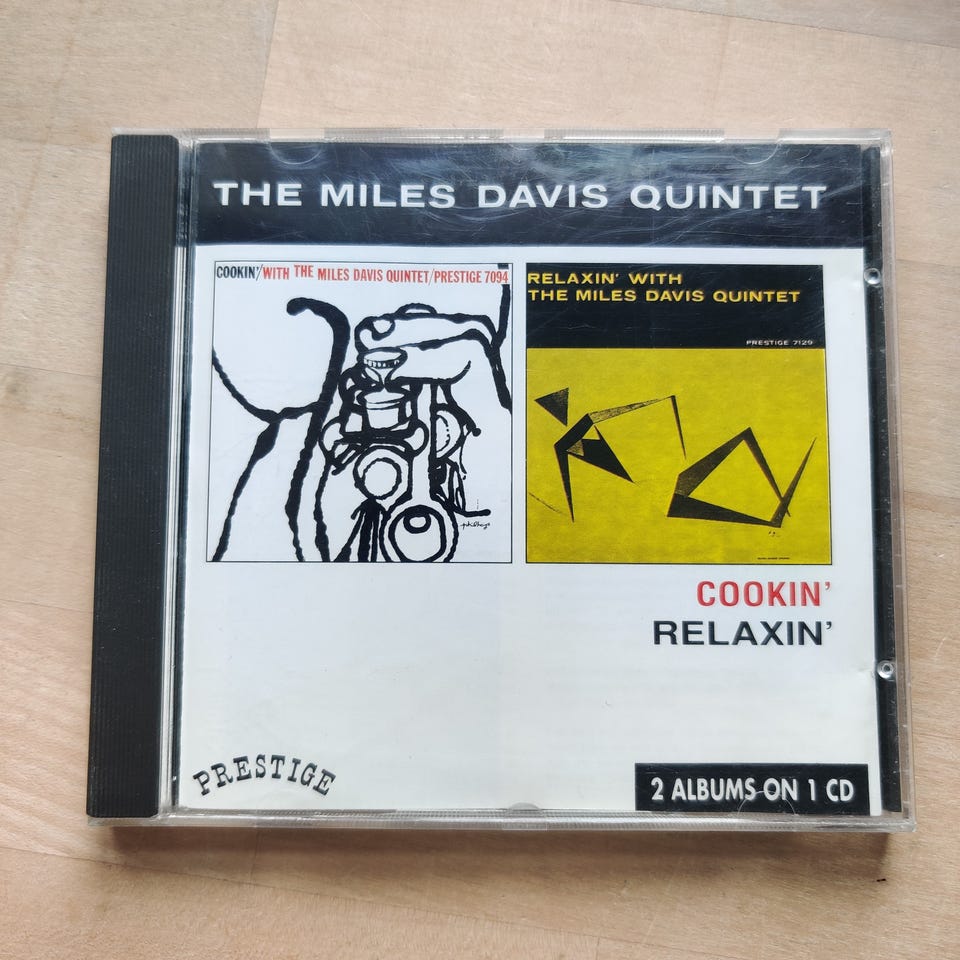 THE MILES DAVIS QUINTET
COOKIN'/WITH THE MILES DAVIS QUINTET/PRESTIGE 7094
RELAXIN' WITH
THE MILES DAVIS QUINTET
PRESTIGE 7129
COOKIN'
RELAXIN'
PRESTIGE
2 ALBUMS ON 1 CD